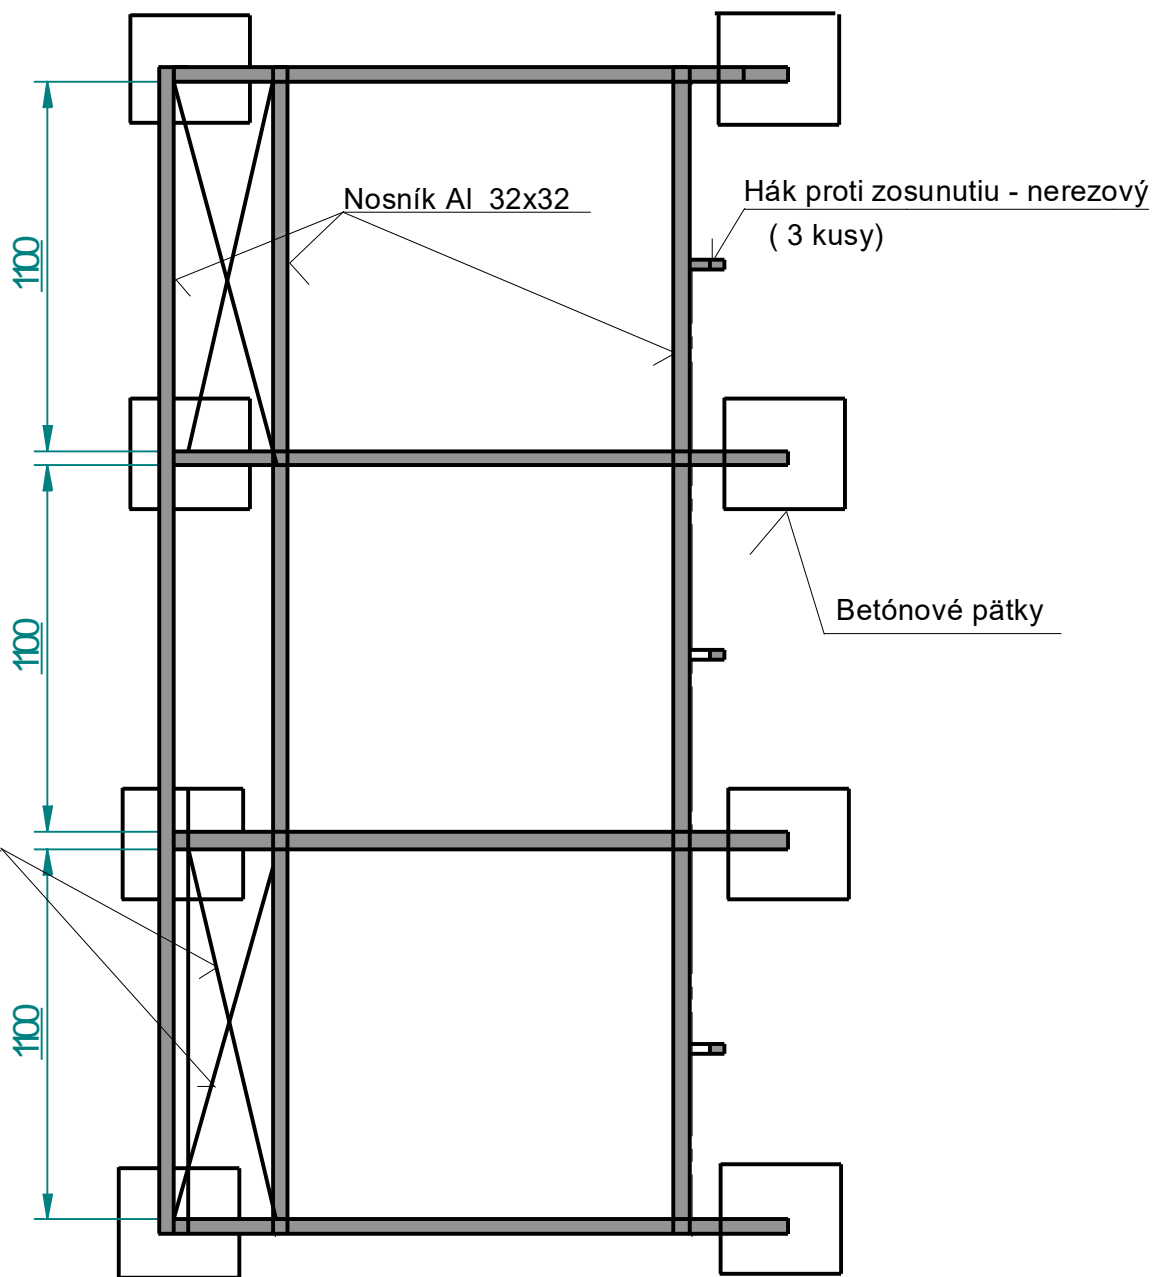 Nosník Al 32x32
Hák proti zosunutiu - nerezový
( 3 kusy)
1100
Betónové pätky
1100
1100